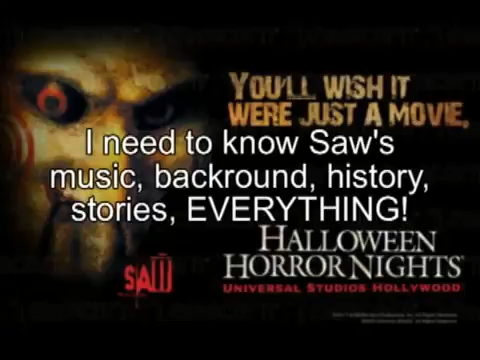 YOU'LL WISH IT
WERE JUST A MOVIE.
I need to know Saw's
music, backround, history,
stories, EVERYTHING!
HALLOWEEN
HORROR NIGHTS
UNIVERSAL STUDIOS HOLLYWOOD
SAW